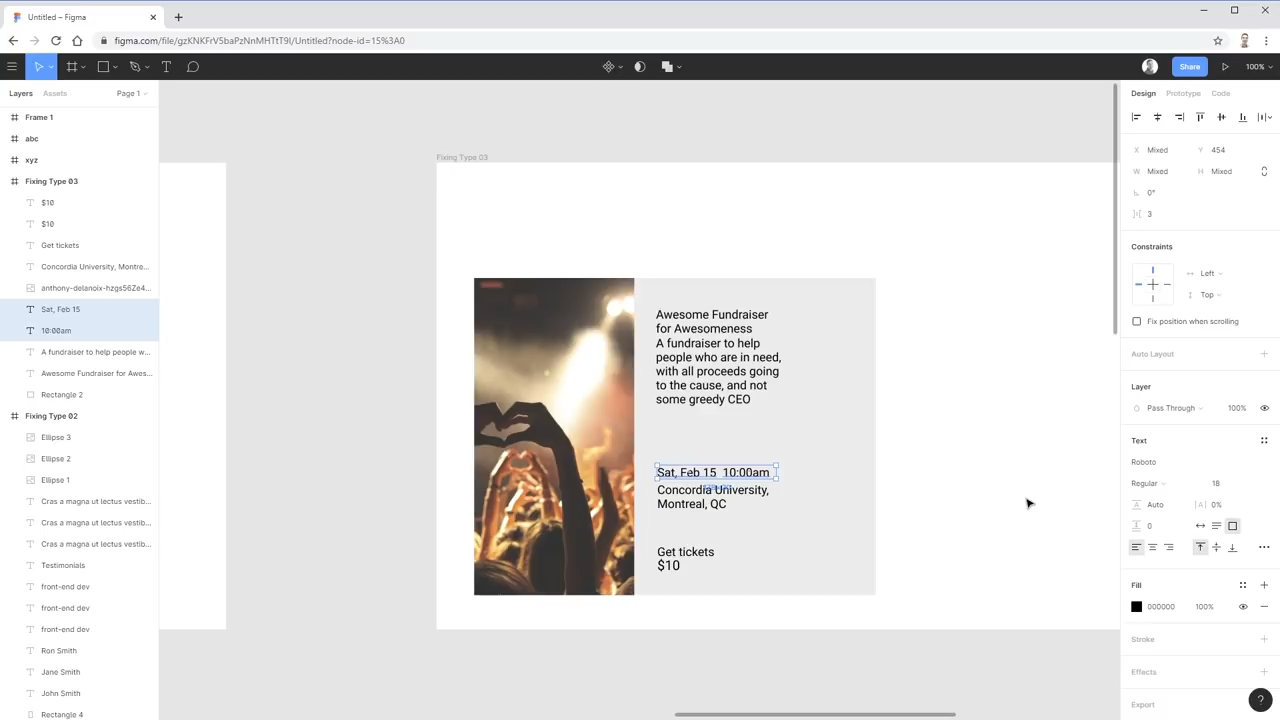 Untitled – Figma
figma.com/file/gzKNKFrV5baPzNnMHTtT9l/Untitled?node-id=15%3A0
Share
100%
Layers
Assets
Page 1
Frame 1
abc
xyz
Fixing Type 03
$10
$10
Get tickets
Concordia University, Montre...
anthony-delanoix-hzgs56Ze4...
Sat, Feb 15
10:00am
A fundraiser to help people w...
Awesome Fundraiser for Awes...
Rectangle 2
Fixing Type 02
Ellipse 3
Ellipse 2
Ellipse 1
Cras a magna ut lectus vestib...
Cras a magna ut lectus vestib...
Cras a magna ut lectus vestib...
Testimonials
front-end dev
front-end dev
front-end dev
Ron Smith
Jane Smith
John Smith
Rectangle 4
Fixing Type 03
Awesome Fundraiser
for Awesomeness
A fundraiser to help
people who are in need,
with all proceeds going
to the cause, and not
some greedy CEO
Sat, Feb 15 10:00am
Concordia University,
Montreal, QC
Get tickets
$10
Design
Prototype
Code
X Mixed Y 454
W Mixed H Mixed
0°
3
Constraints
Left
Top
Fix position when scrolling
Auto Layout
Layer
Pass Through 100%
Text
Roboto
Regular 18
Auto |A| 0%
0
Fill
000000 100%
Stroke
Effects
Export
?